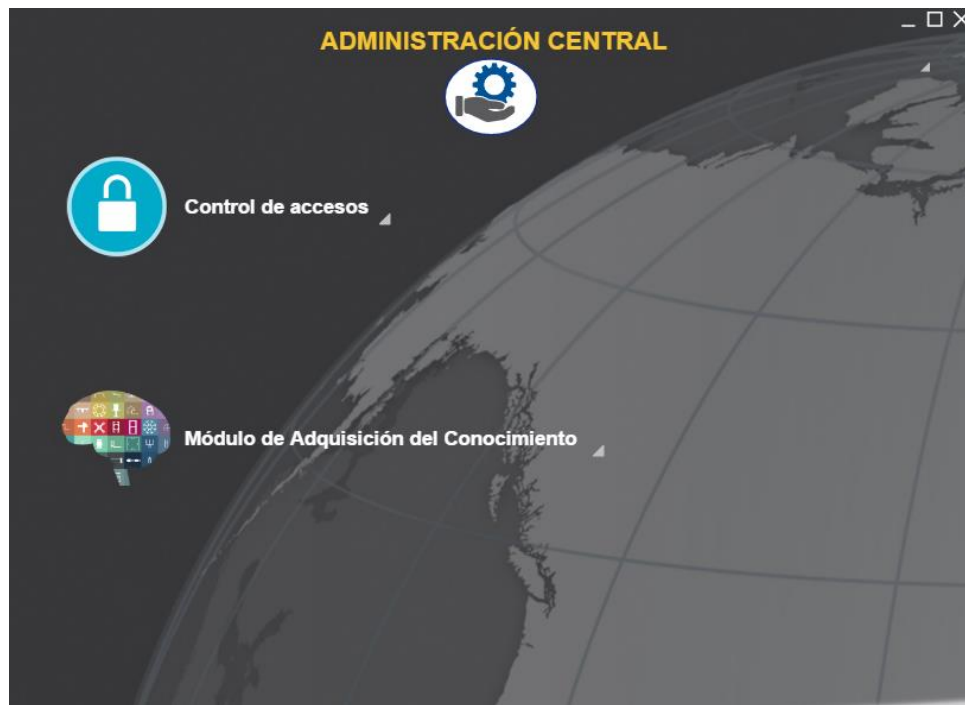 ADMINISTRACIÓN CENTRAL
Control de accesos
Módulo de Adquisición del Conocimiento